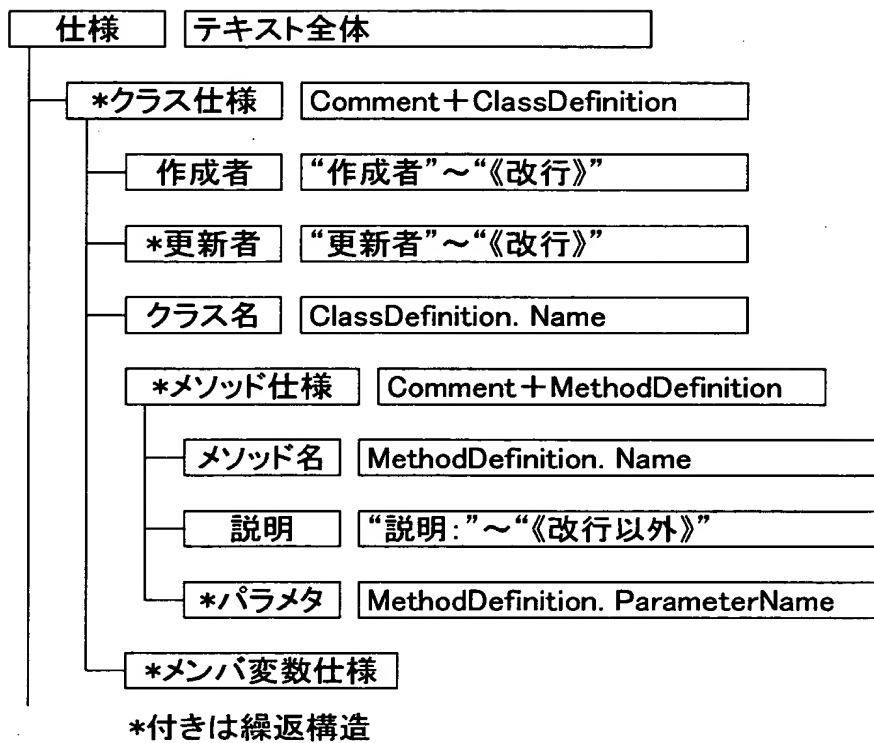 仕様 テキスト全体
*クラス仕様 Comment+ClassDefinition
作成者 “作成者”~“《改行》”
*更新者 “更新者”~“《改行》”
クラス名 ClassDefinition. Name
*メソッド仕様 Comment+MethodDefinition
メソッド名 MethodDefinition. Name
説明 “説明:”~“《改行以外》”
*パラメタ MethodDefinition. ParameterName
*メンバ変数仕様
*付きは繰返構造